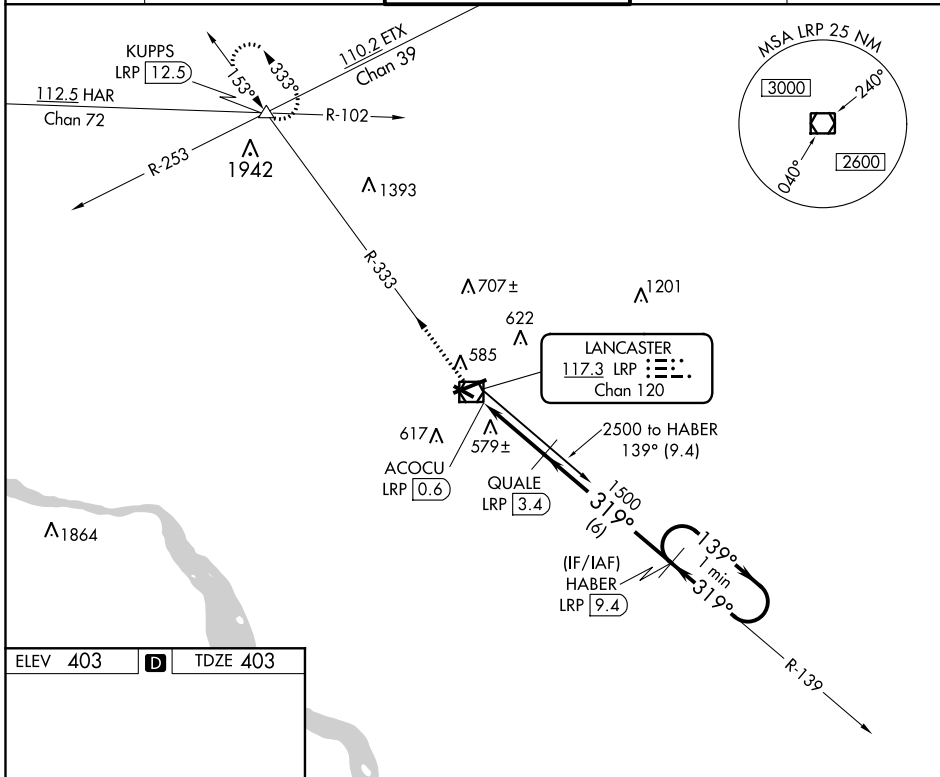 KUPPS
LRP 12.5
153°
333°
110.2 ETX
Chan 39
112.5 HAR
Chan 72
R-102
R-253
1942
1393
MSA LRP 25 NM
3000
240°
040°
2600
R-333
707±
1201
622
585
LANCASTER
117.3 LRP
Chan 120
617
579±
2500 to HABER
139° (9.4)
ACOCU
LRP 0.6
QUALE
LRP 3.4
1500
319°
(6)
1864
(IF/IAF)
HABER
LRP 9.4
139°
1 min
319°
R-139
ELEV 403 D TDZE 403